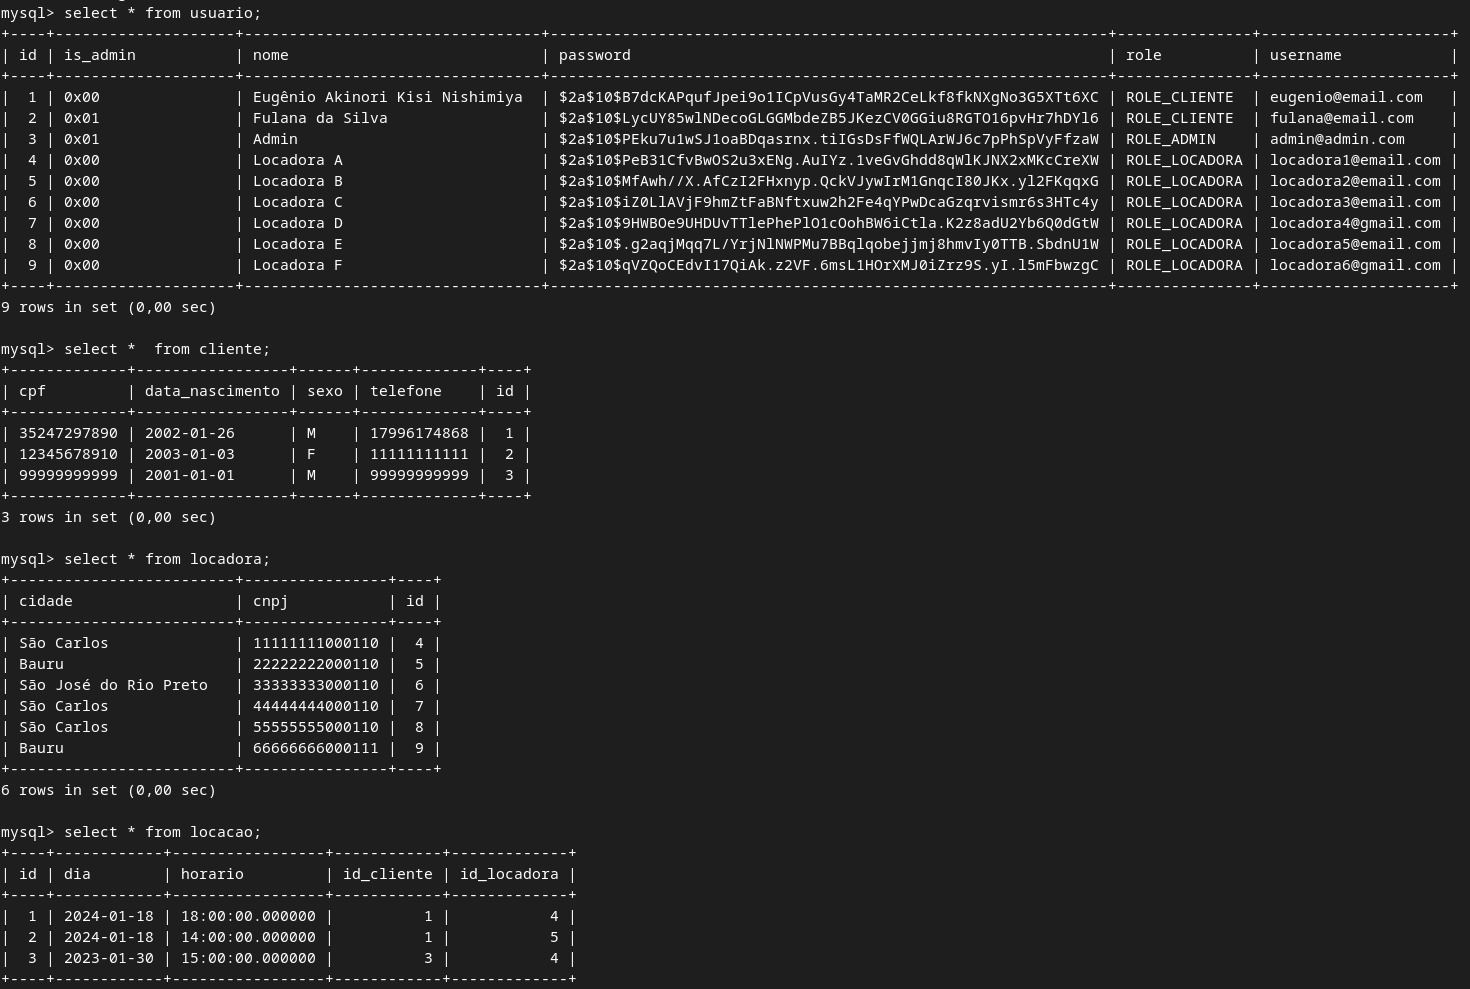 mysql> select * from usuario;
+----+--------------------+---------------------------------+--------------------------------------------------------------+---------------+---------------------+
| id | is_admin           | nome                            | password                                                     | role          | username            |
+----+--------------------+---------------------------------+--------------------------------------------------------------+---------------+---------------------+
|  1 | 0x00               | Eugênio Akinori Kisi Nishimiya  | $2a$10$B7dcKAPqufJpei9o1ICpVusGy4TaMR2CeLkf8fkNXgNo3G5XTt6XC | ROLE_CLIENTE  | eugenio@email.com   |
|  2 | 0x01               | Fulana da Silva                 | $2a$10$LycUY85wlNDecoGLGGMbdeZB5JKezCV0GGiu8RGTO16pvHr7hDYl6 | ROLE_CLIENTE  | fulana@email.com    |
|  3 | 0x01               | Admin                           | $2a$10$PEku7u1wSJ1oaBDqasrnx.tiIGsDsFfWQLArWJ6c7pPhSpVyFfzaW | ROLE_ADMIN    | admin@admin.com     |
|  4 | 0x00               | Locadora A                      | $2a$10$PeB31CfvBwOS2u3xENg.AuIYz.1veGvGhdd8qWlKJNX2xMKcCreXW | ROLE_LOCADORA | locadora1@email.com |
|  5 | 0x00               | Locadora B                      | $2a$10$MfAwh//X.AfCzI2FHxnyp.QckVJywIrM1GnqcI80JKx.yl2FKqqxG | ROLE_LOCADORA | locadora2@email.com |
|  6 | 0x00               | Locadora C                      | $2a$10$iZ0LlAVjF9hmZtFaBNftxuw2h2Fe4qYPwDcaGzqrvismr6s3HTc4y | ROLE_LOCADORA | locadora3@email.com |
|  7 | 0x00               | Locadora D                      | $2a$10$9HWBOe9UHDUvTTlePhePlO1cOohBW6iCtla.K2z8adU2Yb6Q0dGtW | ROLE_LOCADORA | locadora4@gmail.com |
|  8 | 0x00               | Locadora E                      | $2a$10$.g2aqjMqq7L/YrjNlNWPMu7BBqlqobejjmj8hmvIy0TTB.SbdnU1W | ROLE_LOCADORA | locadora5@email.com |
|  9 | 0x00               | Locadora F                      | $2a$10$qVZQoCEdvI17QiAk.z2VF.6msL1HOrXMJ0iZrz9S.yI.l5mFbwzgC | ROLE_LOCADORA | locadora6@gmail.com |
+----+--------------------+---------------------------------+--------------------------------------------------------------+---------------+---------------------+
9 rows in set (0,00 sec)
mysql> select *  from cliente;
+-------------+-----------------+------+-------------+----+
| cpf         | data_nascimento | sexo | telefone    | id |
+-------------+-----------------+------+-------------+----+
| 35247297890 | 2002-01-26      | M    | 17996174868 |  1 |
| 12345678910 | 2003-01-03      | F    | 11111111111 |  2 |
| 99999999999 | 2001-01-01      | M    | 99999999999 |  3 |
+-------------+-----------------+------+-------------+----+
3 rows in set (0,00 sec)
mysql> select * from locadora;
+-------------------------+----------------+----+
| cidade                  | cnpj           | id |
+-------------------------+----------------+----+
| São Carlos              | 11111111000110 |  4 |
| Bauru                   | 22222222000110 |  5 |
| São José do Rio Preto   | 33333333000110 |  6 |
| São Carlos              | 44444444000110 |  7 |
| São Carlos              | 55555555000110 |  8 |
| Bauru                   | 66666666000111 |  9 |
+-------------------------+----------------+----+
6 rows in set (0,00 sec)
mysql> select * from locacao;
+----+------------+-----------------+------------+-------------+
| id | dia        | horario         | id_cliente | id_locadora |
+----+------------+-----------------+------------+-------------+
|  1 | 2024-01-18 | 18:00:00.000000 |          1 |           4 |
|  2 | 2024-01-18 | 14:00:00.000000 |          1 |           5 |
|  3 | 2023-01-30 | 15:00:00.000000 |          3 |           4 |
+----+------------+-----------------+------------+-------------+